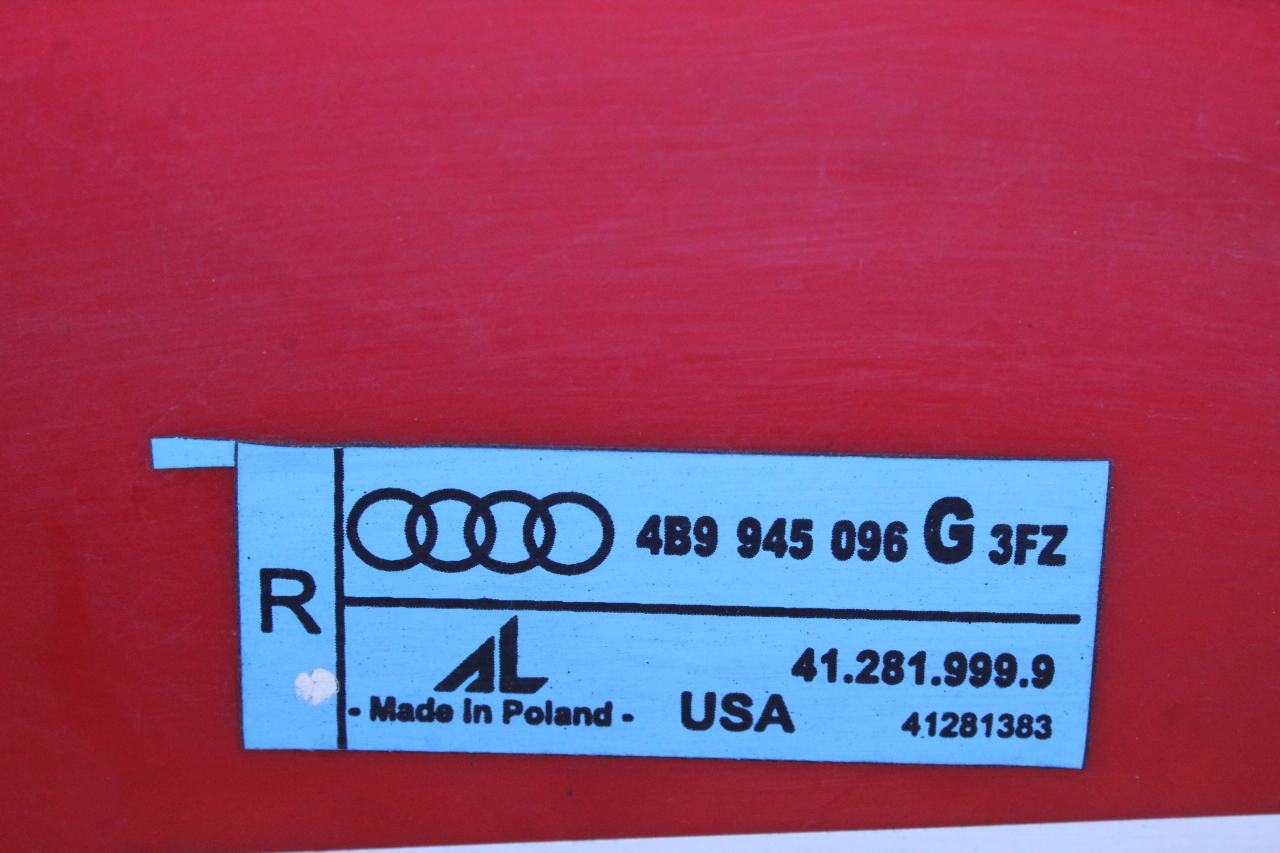 R
4B9 945 096 G 3FZ
AL
- Made in Poland -
USA
41.281.999.9
41281383